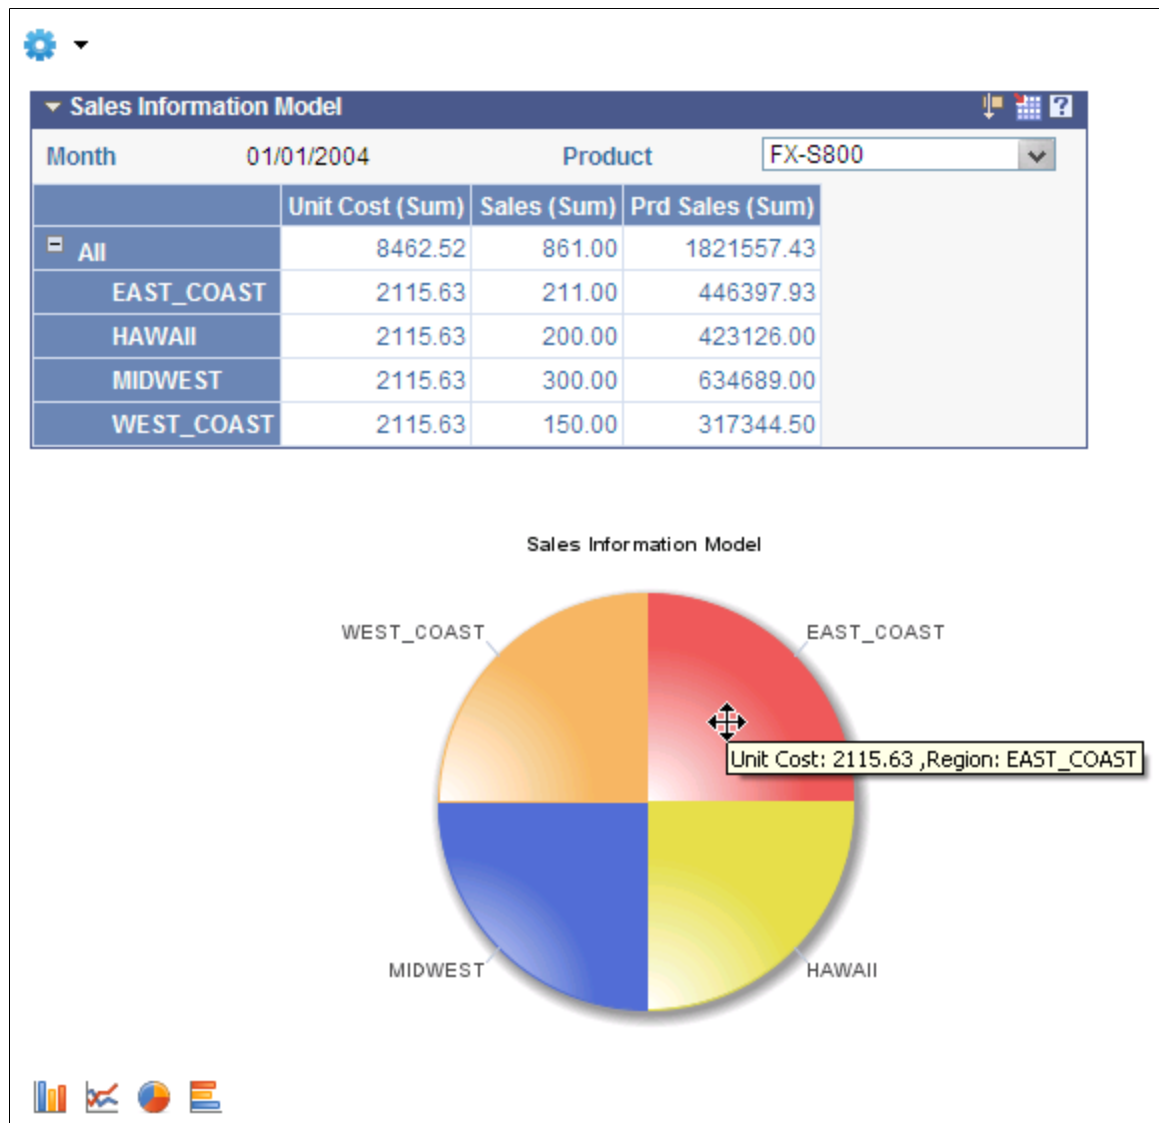 Sales Information Model
Month 01/01/2004 Product FX-S800
Unit Cost (Sum) Sales (Sum) Prd Sales (Sum)
All 8462.52 861.00 1821557.43
EAST_COAST 2115.63 211.00 446397.93
HAWAII 2115.63 200.00 423126.00
MIDWEST 2115.63 300.00 634689.00
WEST_COAST 2115.63 150.00 317344.50
Sales Information Model
WEST_COAST EAST_COAST
Unit Cost: 2115.63 ,Region: EAST_COAST
MIDWEST HAWAII